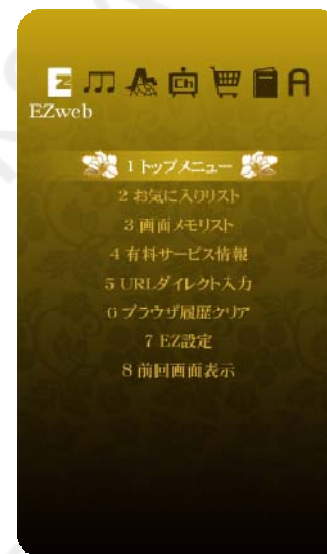 EZ Ch A
EZweb
1 トップメニュー
2 お気に入りリスト
3 画面メモリスト
4 有料サービス情報
5 URLダイレクト入力
6 ブラウザ履歴クリア
7 EZ設定
8 前回画面表示